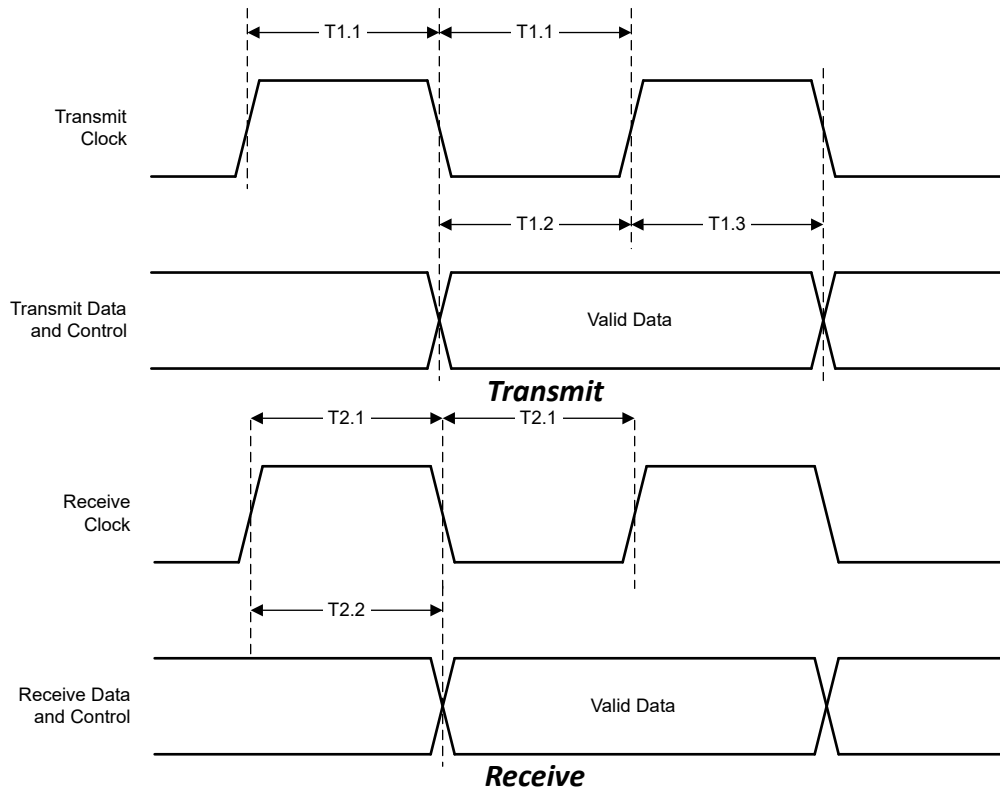 T1.1
T1.1
Transmit
Clock
T1.2
T1.3
Transmit Data
and Control
Valid Data
Transmit
T2.1
T2.1
Receive
Clock
T2.2
Receive Data
and Control
Valid Data
Receive